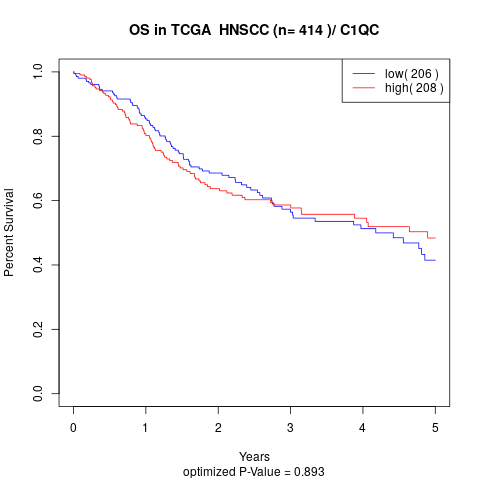 OS in TCGA  HNSCC (n= 414 )/ C1QC
low( 206 )
high( 208 )
Percent Survival
1.0
0.8
0.6
0.4
0.2
0.0
0 1 2 3 4 5
Years
optimized P-Value = 0.893